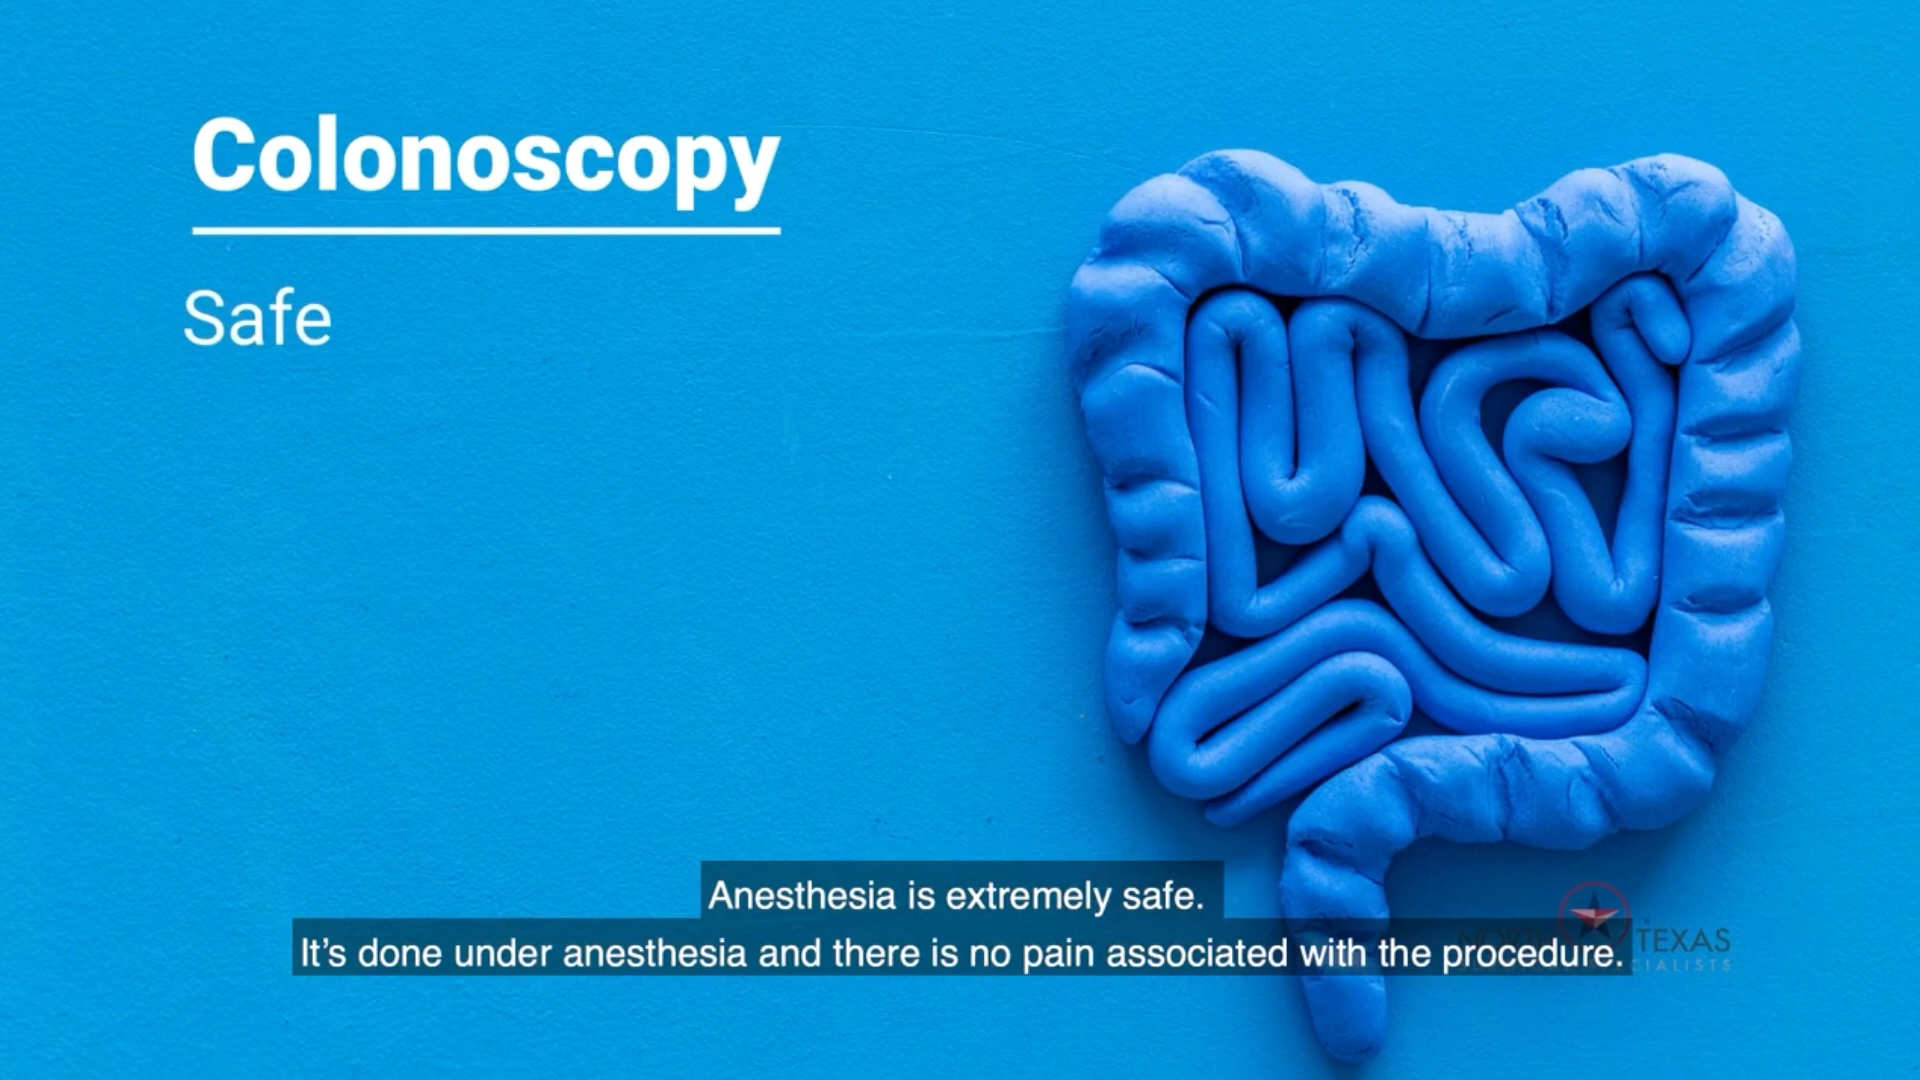 Colonoscopy
Safe
Anesthesia is extremely safe.
It's done under anesthesia and there is no pain associated with the procedure.
TEXAS